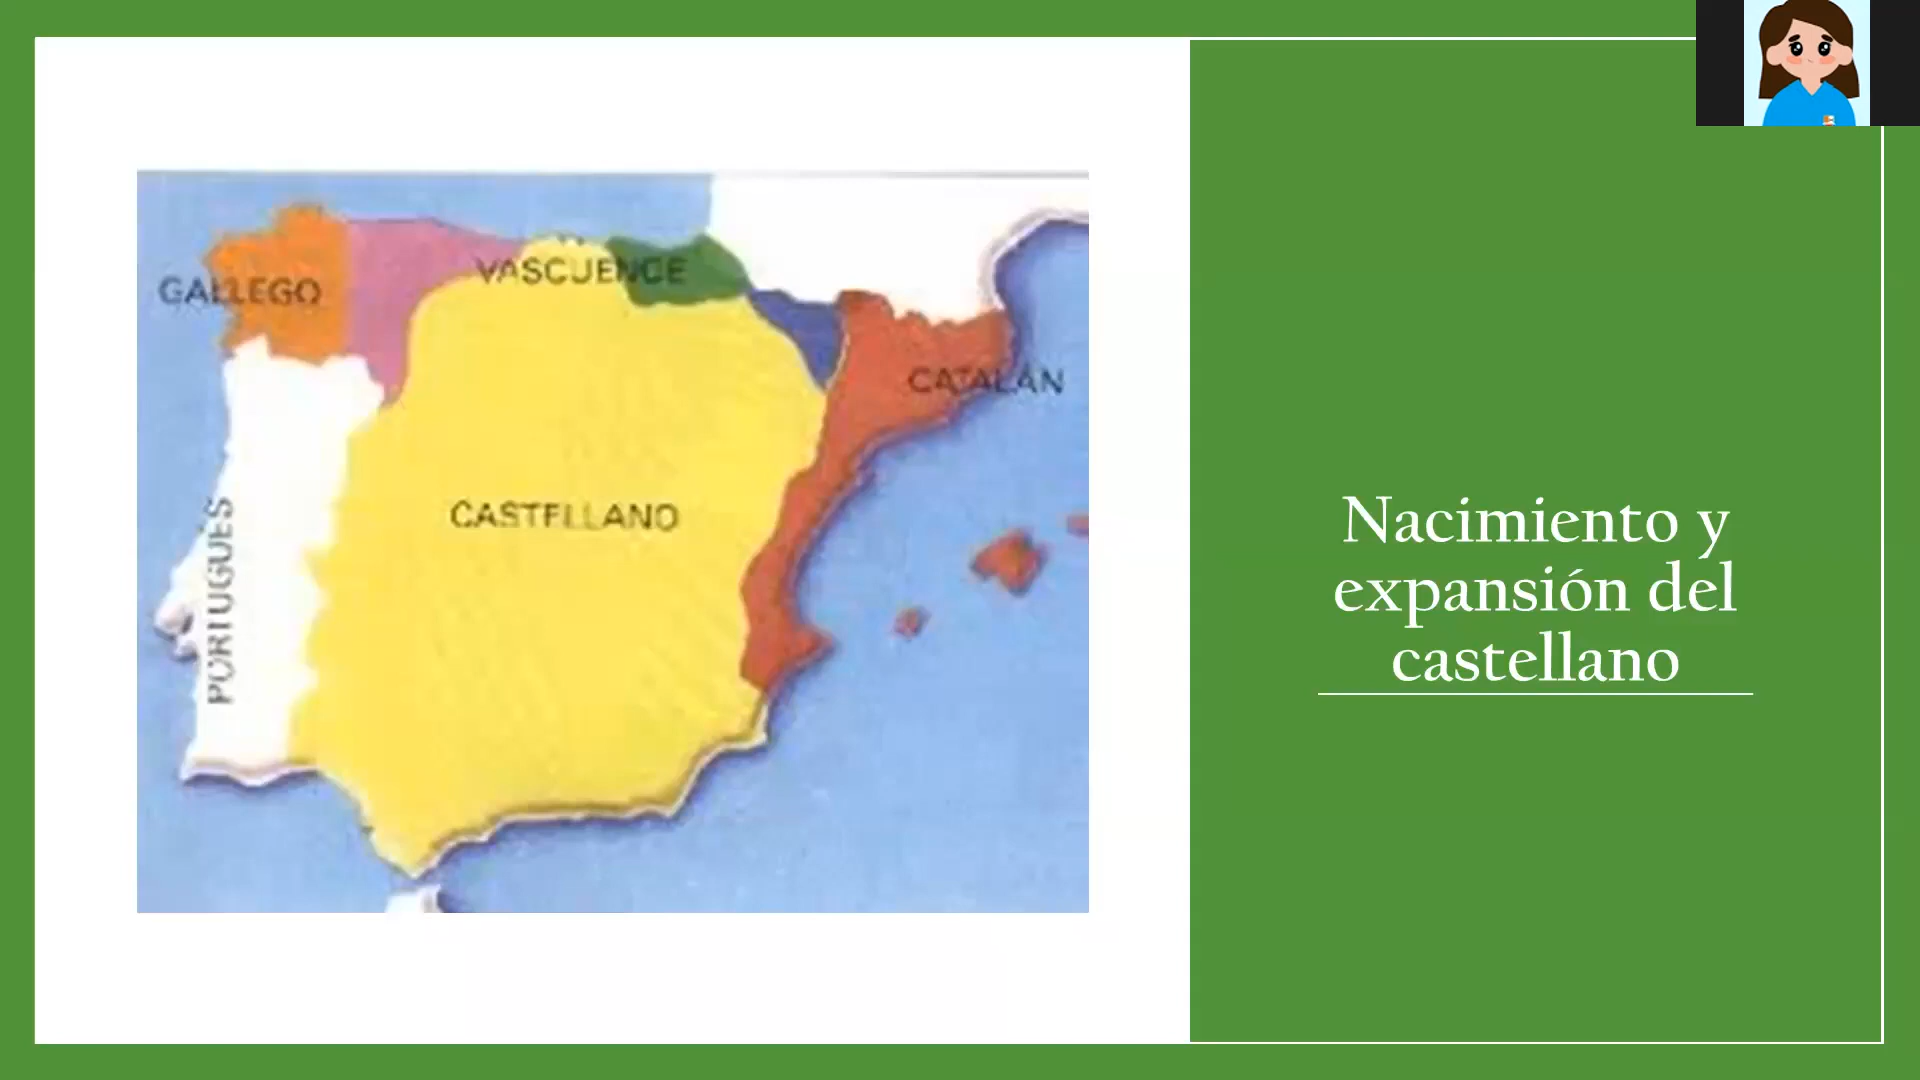 VASCUENCE
GALLEGO
CATALÁN
CASTELLANO
PORTUGUÉS
Nacimiento y
expansión del
castellano